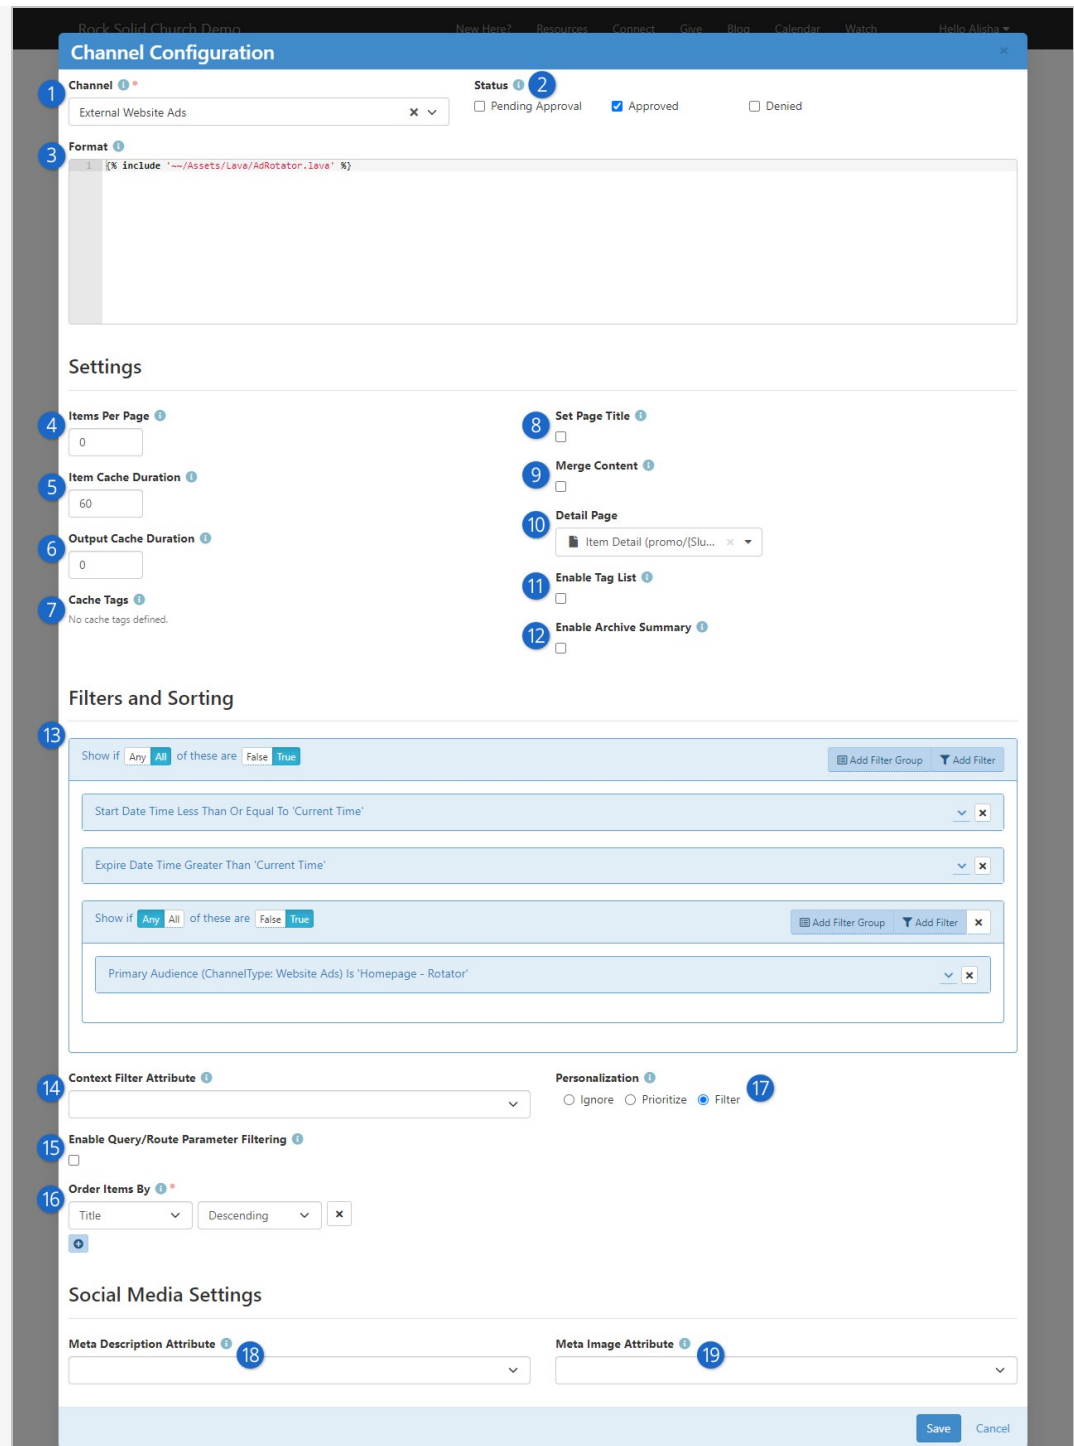 Rock Solid Church Demo New Here? Resources Connect Give Blog Calendar Watch Hello Alisha
Channel Configuration ×
1 Channel * Status 2
External Website Ads
Pending Approval Approved Denied
3 Format
1 {% include '~~/Assets/Lava/AdRotator.lava' %}
Settings
4 Items Per Page
0
5 Item Cache Duration
60
6 Output Cache Duration
0
7 Cache Tags
No cache tags defined.
8 Set Page Title
9 Merge Content
10 Detail Page
Item Detail (promo/{Slu... ×
11 Enable Tag List
12 Enable Archive Summary
Filters and Sorting
13
Show if Any All of these are False True Add Filter Group Add Filter
Start Date Time Less Than Or Equal To 'Current Time'
Expire Date Time Greater Than 'Current Time'
Show if Any All of these are False True Add Filter Group Add Filter
Primary Audience (ChannelType: Website Ads) Is 'Homepage - Rotator'
14 Context Filter Attribute
Personalization 17
Ignore Prioritize Filter
15 Enable Query/Route Parameter Filtering
16 Order Items By *
Title Descending
Social Media Settings
Meta Description Attribute 18
Meta Image Attribute 19
Save Cancel